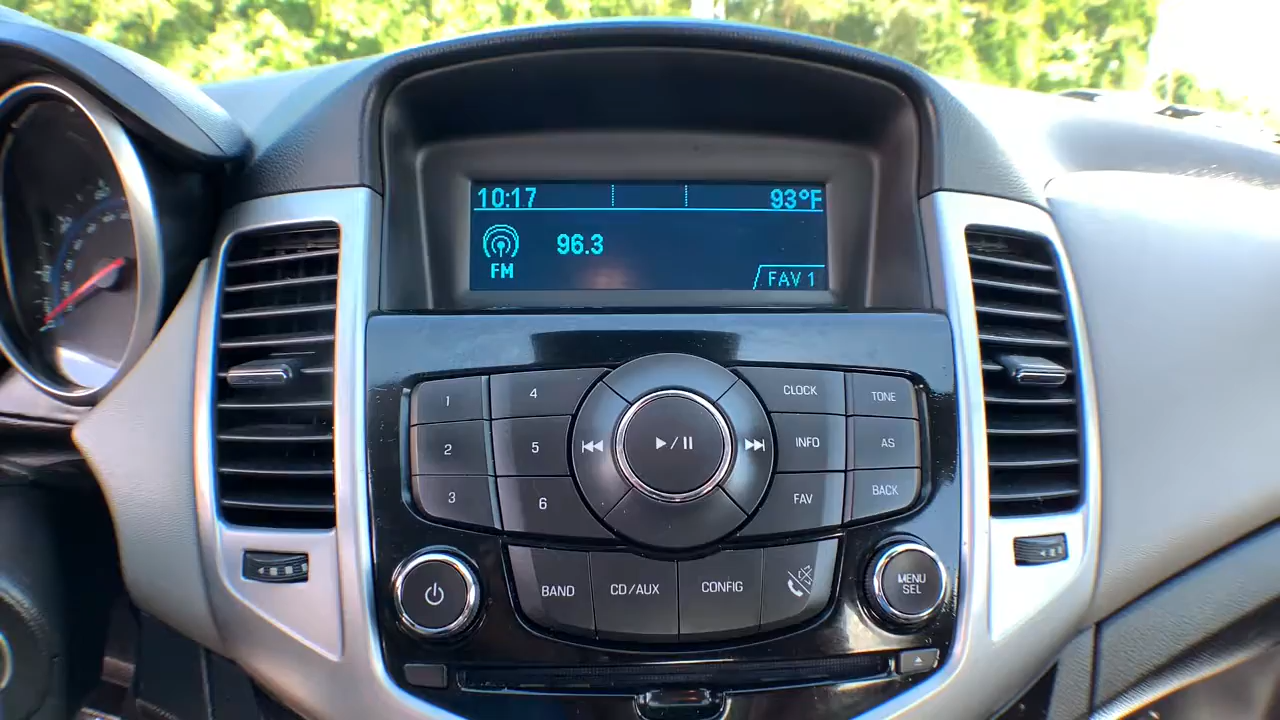 10:17
93°F
FM
96.3
FAV 1
1
4
CLOCK
TONE
2
5
INFO
AS
3
6
FAV
BACK
BAND
CD/AUX
CONFIG
MENU
SEL